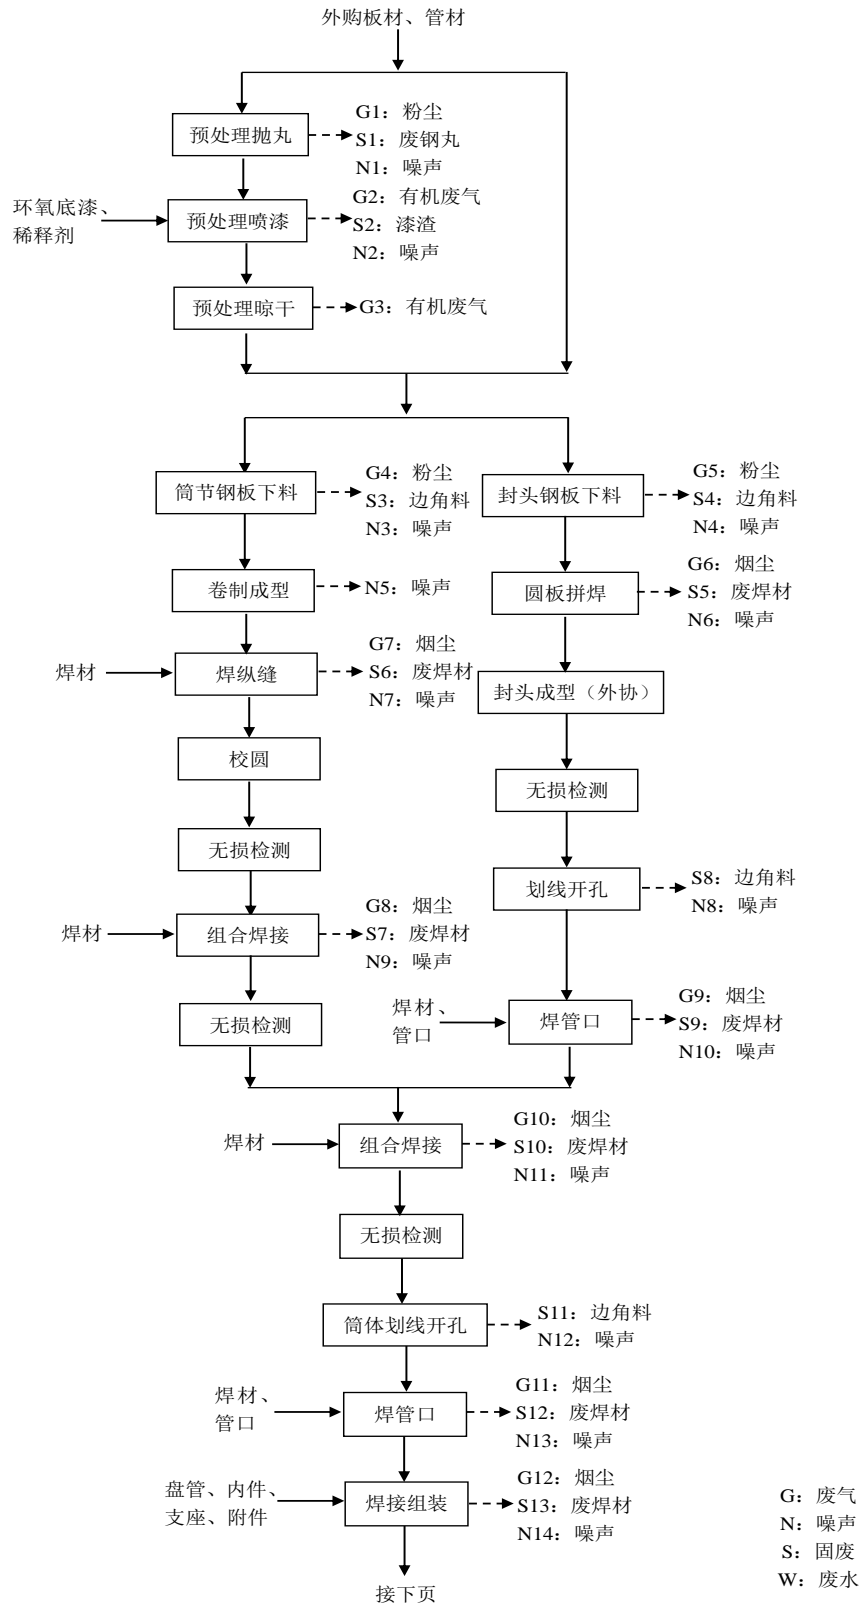 外购板材、管材
预处理抛丸
G1：粉尘
S1：废钢丸
N1：噪声
环氧底漆、
稀释剂
预处理喷漆
G2：有机废气
S2：漆渣
N2：噪声
预处理晾干
G3：有机废气
筒节钢板下料
G4：粉尘
S3：边角料
N3：噪声
封头钢板下料
G5：粉尘
S4：边角料
N4：噪声
卷制成型
N5：噪声
圆板拼焊
G6：烟尘
S5：废焊材
N6：噪声
焊材
焊纵缝
G7：烟尘
S6：废焊材
N7：噪声
封头成型（外协）
校圆
无损检测
无损检测
划线开孔
S8：边角料
N8：噪声
焊材
组合焊接
G8：烟尘
S7：废焊材
N9：噪声
无损检测
焊材、
管口
焊管口
G9：烟尘
S9：废焊材
N10：噪声
焊材
组合焊接
G10：烟尘
S10：废焊材
N11：噪声
无损检测
筒体划线开孔
S11：边角料
N12：噪声
焊材、
管口
焊管口
G11：烟尘
S12：废焊材
N13：噪声
盘管、内件、
支座、附件
焊接组装
G12：烟尘
S13：废焊材
N14：噪声
接下页
G：废气
N：噪声
S：固废
W：废水